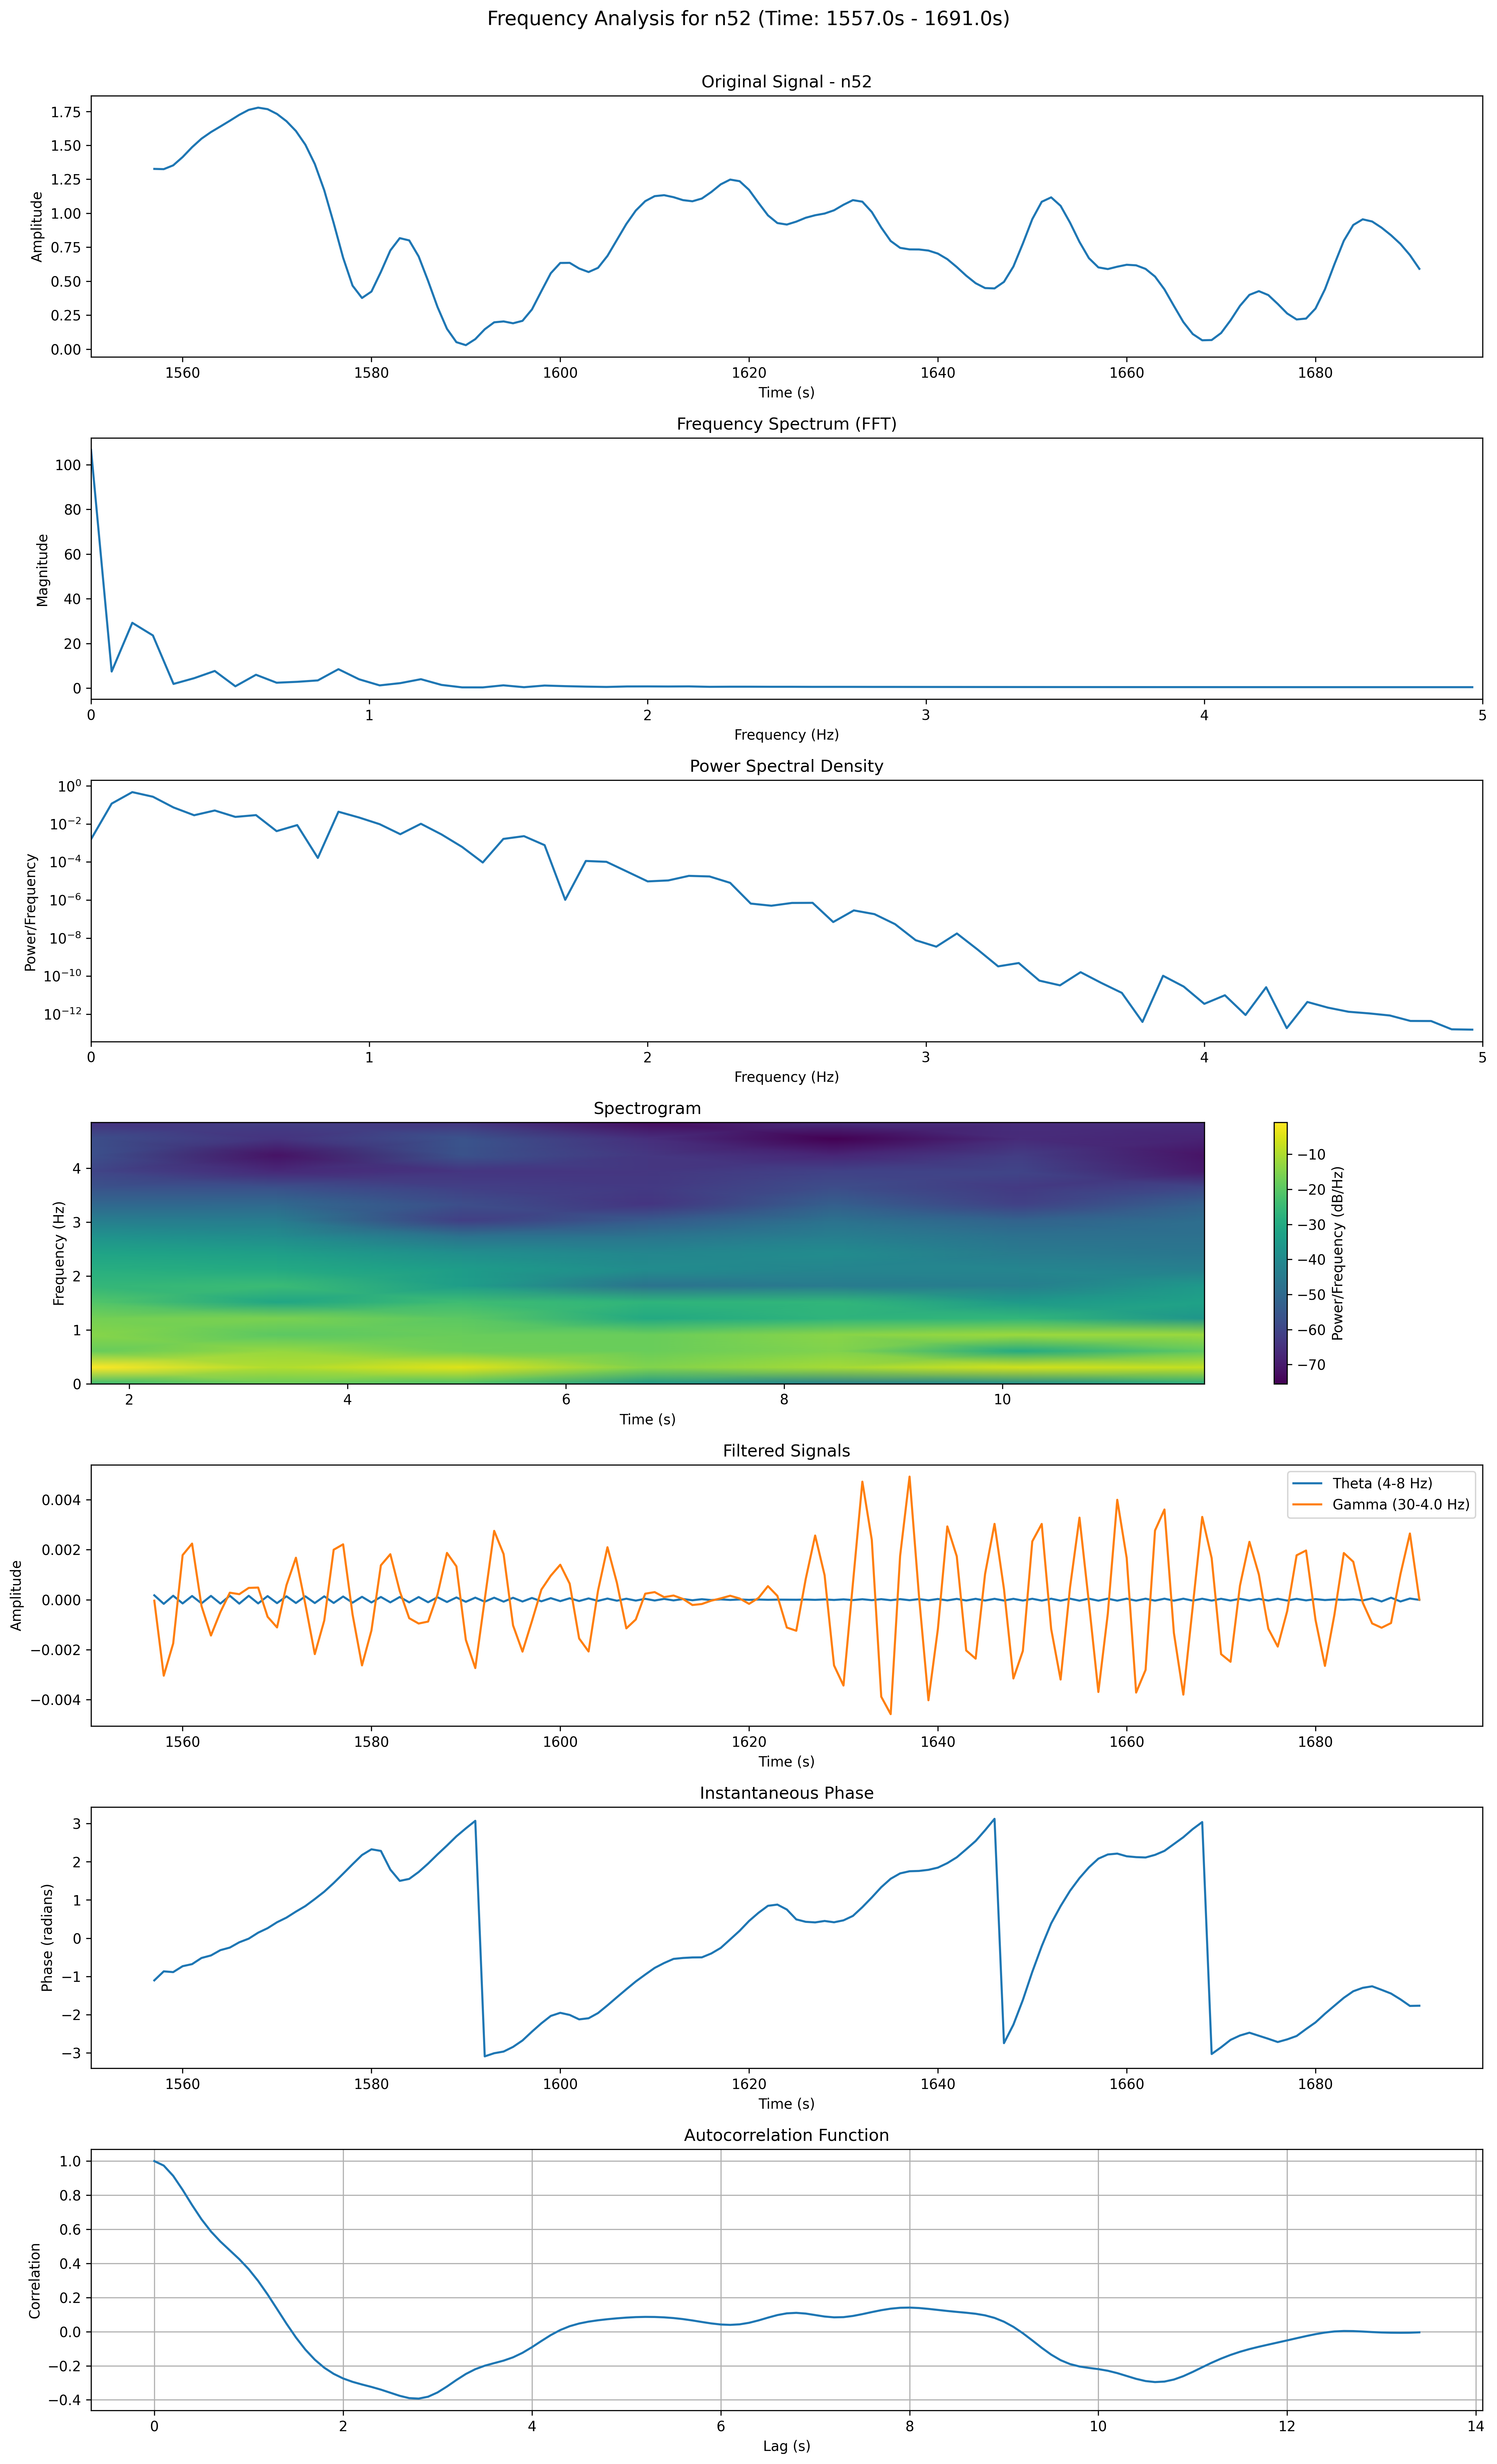 Frequency Analysis for n52 (Time: 1557.0s - 1691.0s)
Original Signal - n52
Amplitude
1.75
1.50
1.25
1.00
0.75
0.50
0.25
0.00
1560 1580 1600 1620 1640 1660 1680
Time (s)
Frequency Spectrum (FFT)
Magnitude
100
80
60
40
20
0
0 1 2 3 4 5
Frequency (Hz)
Power Spectral Density
Power/Frequency
10⁰
10⁻²
10⁻⁴
10⁻⁶
10⁻⁸
10⁻¹⁰
10⁻¹²
0 1 2 3 4 5
Frequency (Hz)
Spectrogram
Frequency (Hz)
4
3
2
1
0
2 4 6 8 10
Time (s)
−10
−20
−30
−40
−50
−60
−70
Power/Frequency (dB/Hz)
Filtered Signals
Amplitude
0.004
0.002
0.000
−0.002
−0.004
Theta (4-8 Hz)
Gamma (30-4.0 Hz)
1560 1580 1600 1620 1640 1660 1680
Time (s)
Instantaneous Phase
Phase (radians)
3
2
1
0
−1
−2
−3
1560 1580 1600 1620 1640 1660 1680
Time (s)
Autocorrelation Function
Correlation
1.0
0.8
0.6
0.4
0.2
0.0
−0.2
−0.4
0 2 4 6 8 10 12 14
Lag (s)